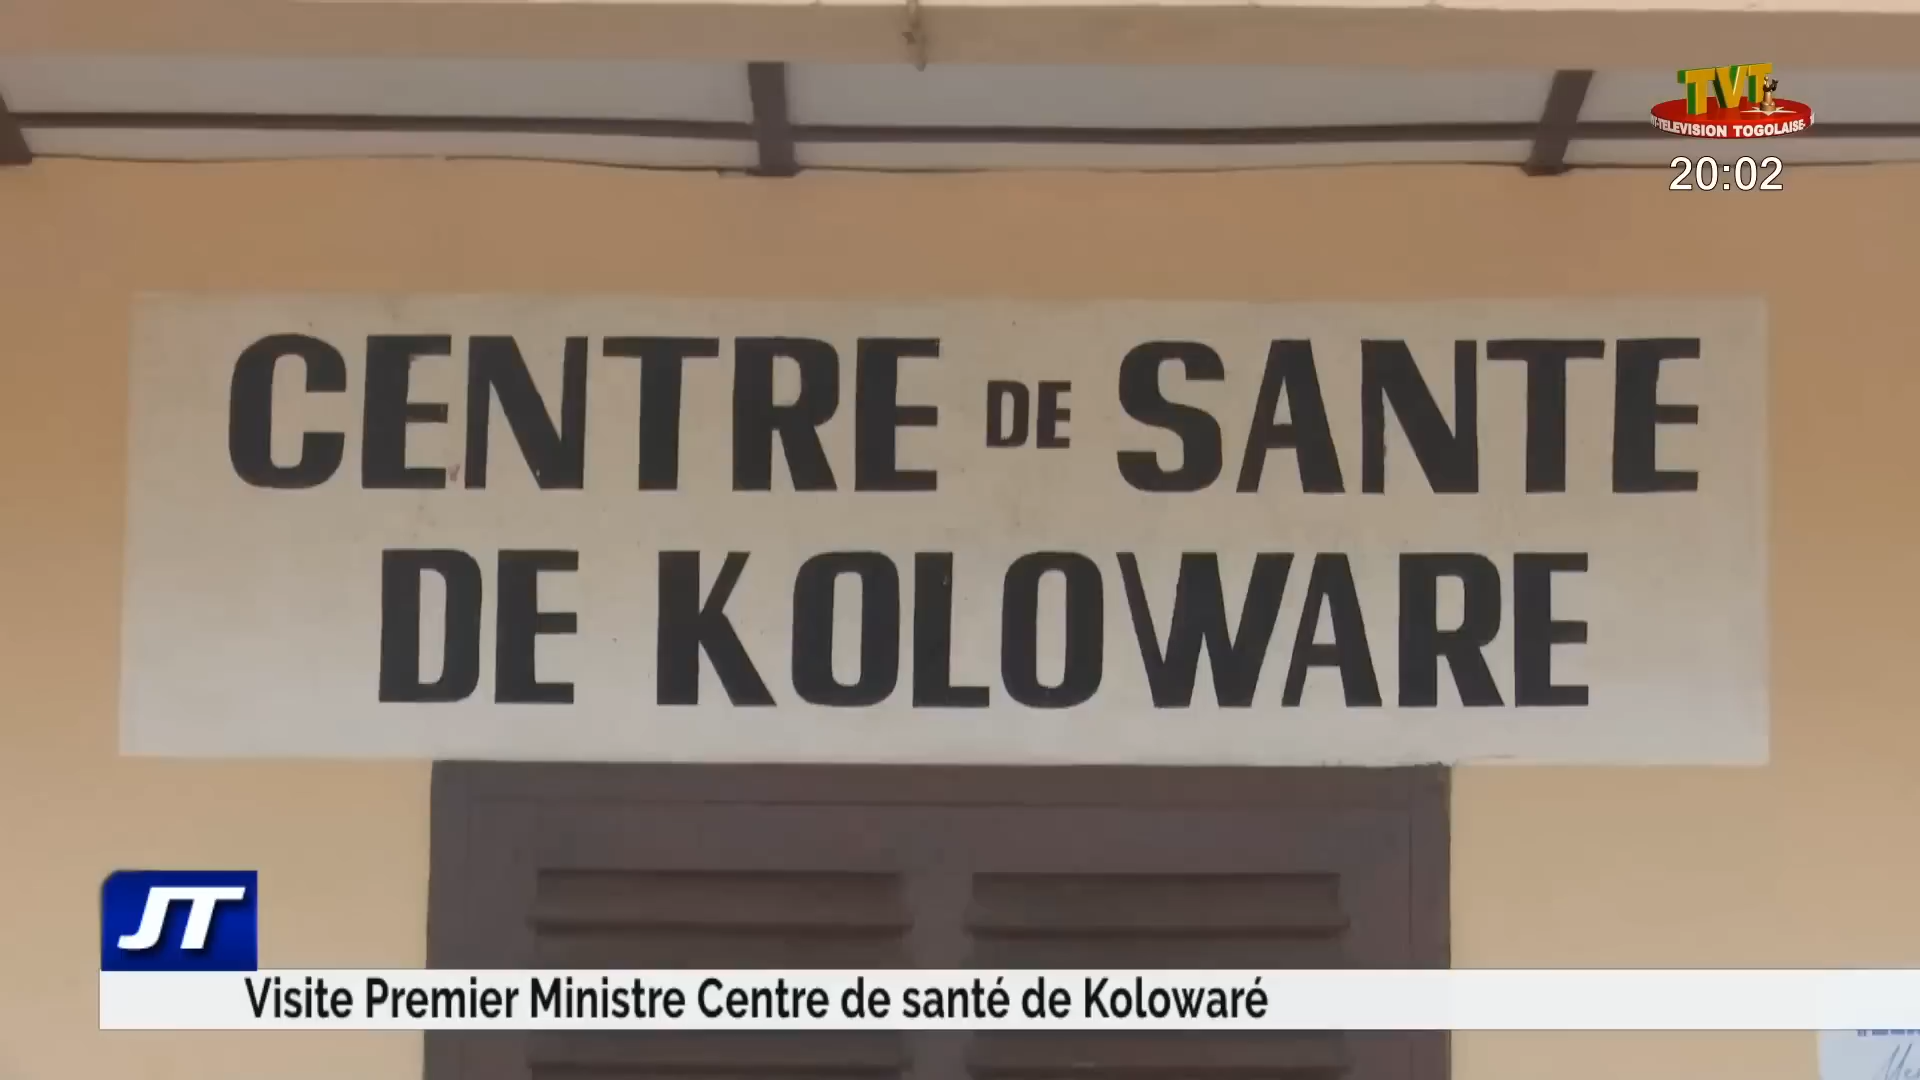 TVT
TELEVISION TOGOLAISE
20:02
CENTRE DE SANTE
DE KOLOWARE
JT
Visite Premier Ministre Centre de santé de Kolowaré